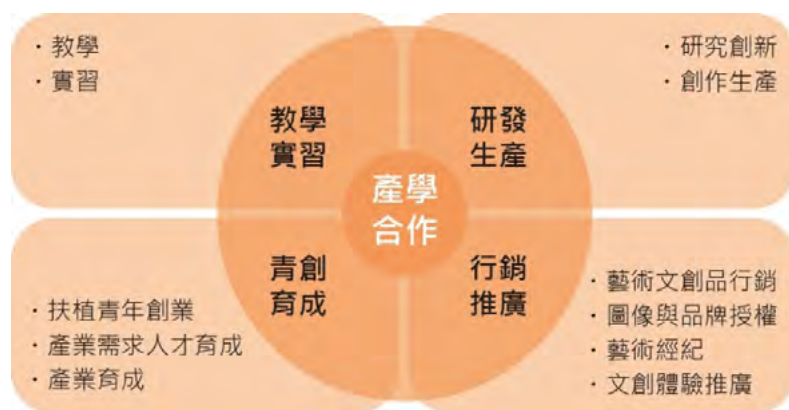 ・教學
・實習
・研究創新
・創作生產
教學
實習
研發
生產
產學
合作
青創
育成
行銷
推廣
・扶植青年創業
・產業需求人才育成
・產業育成
・藝術文創品行銷
・圖像與品牌授權
・藝術經紀
・文創體驗推廣